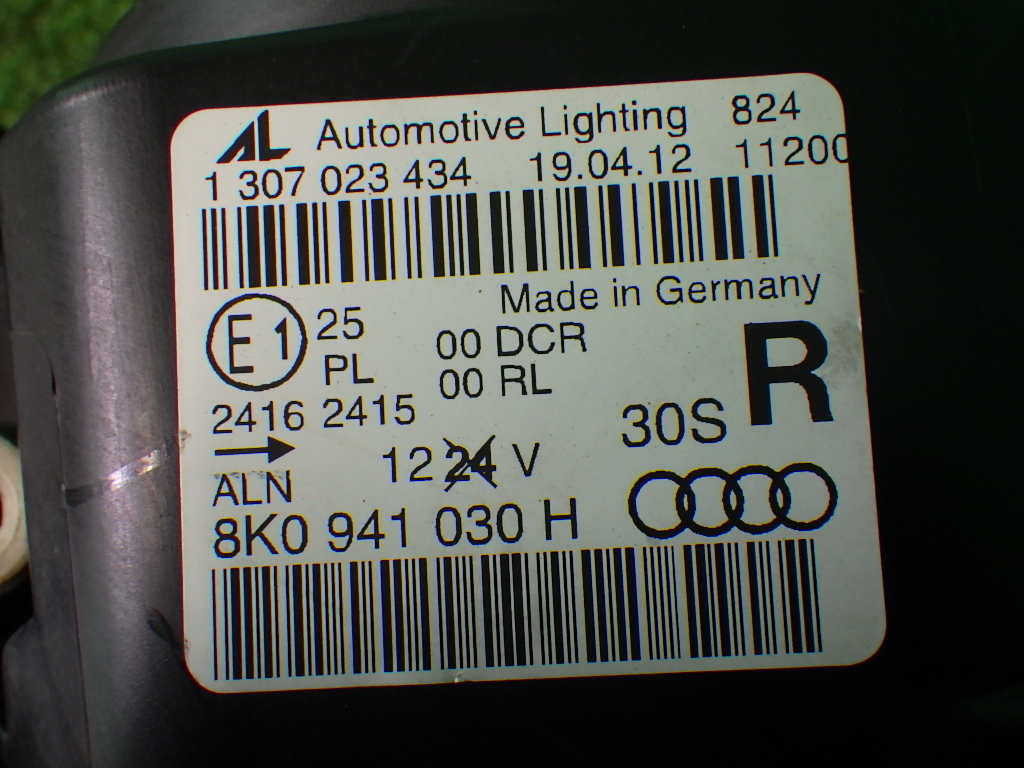 AL Automotive Lighting 824
1 307 023 434 19.04.12 11200
Made in Germany
E1 25 00 DCR R
PL 00 RL
2416 2415 30S
12 24 V
ALN
8K0 941 030 H